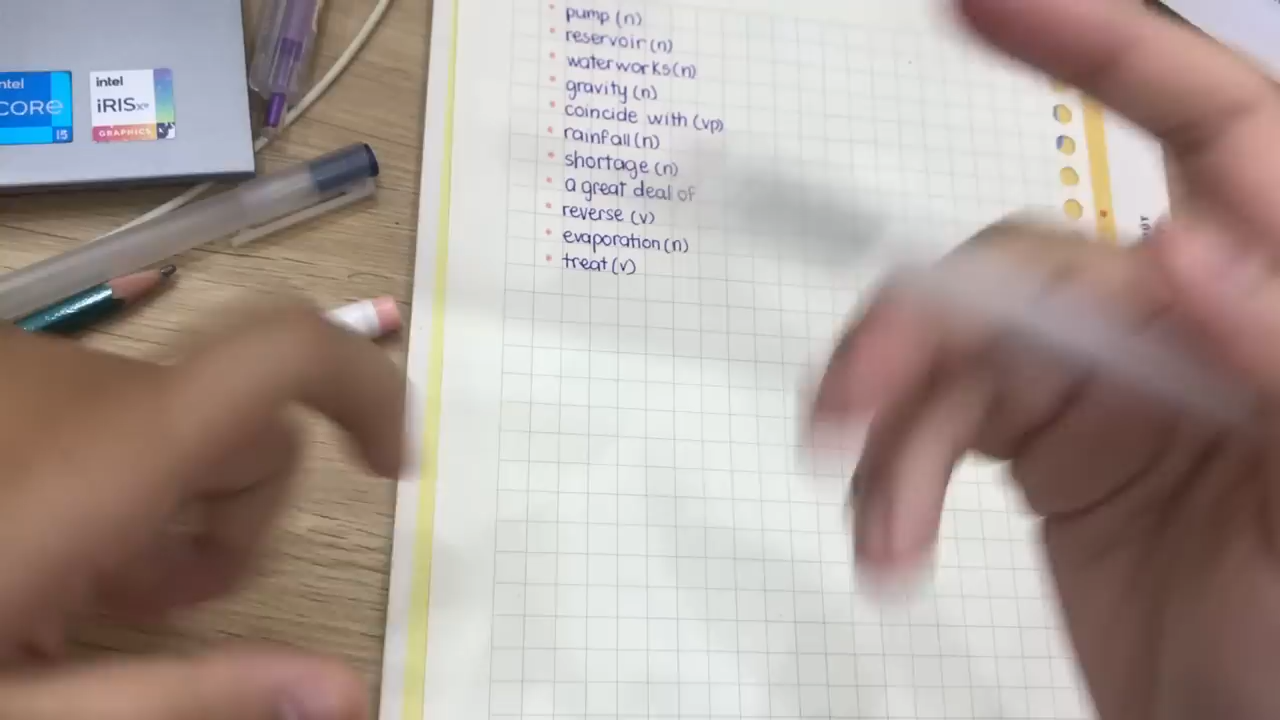 intel
CORE
i5
intel
iRIS xe
GRAPHICS
pump (n)
reservoir (n)
waterworks (n)
gravity (n)
coincide with (vp)
rainfall (n)
shortage (n)
a great deal of
reverse (v)
evaporation (n)
treat (v)